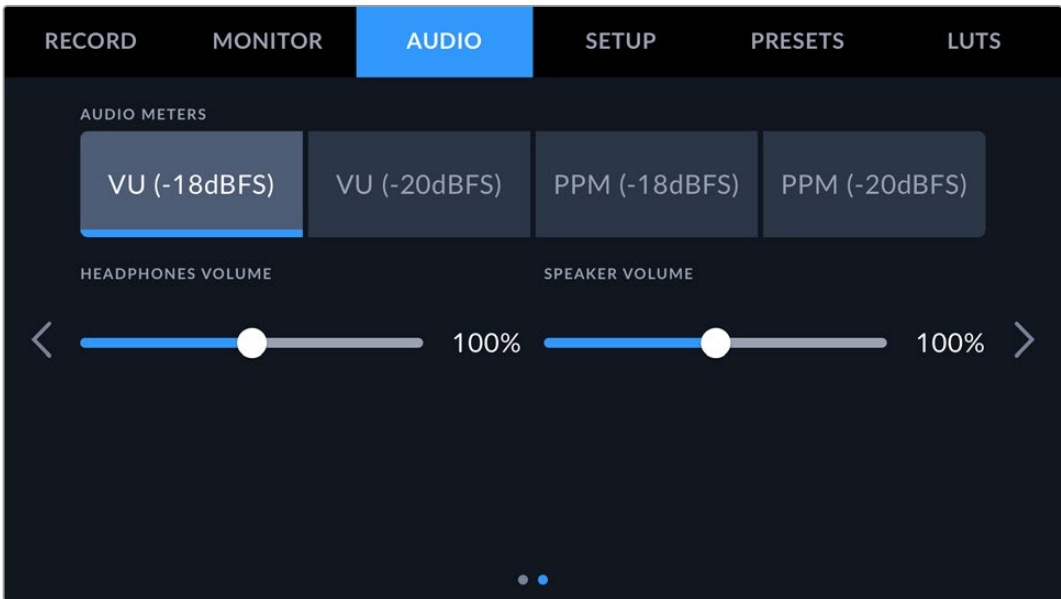 RECORD MONITOR AUDIO SETUP PRESETS LUTS
AUDIO METERS
VU (-18dBFS) VU (-20dBFS) PPM (-18dBFS) PPM (-20dBFS)
HEADPHONES VOLUME SPEAKER VOLUME
100% 100%